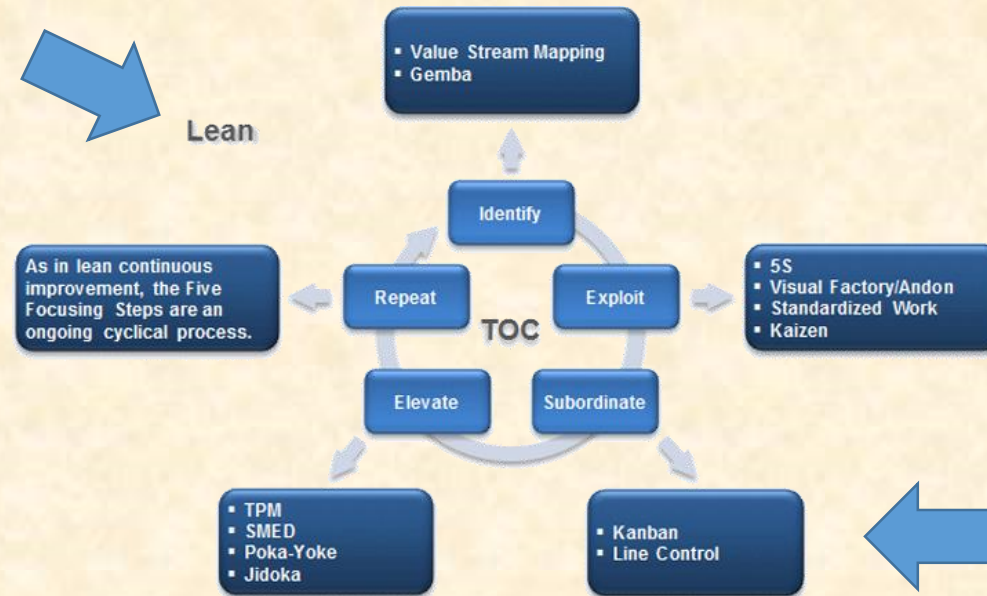 ▪ Value Stream Mapping
▪ Gemba
Lean
Identify
As in lean continuous
improvement, the Five
Focusing Steps are an
ongoing cyclical process.
Repeat
TOC
Exploit
▪ 5S
▪ Visual Factory/Andon
▪ Standardized Work
▪ Kaizen
Elevate
Subordinate
▪ TPM
▪ SMED
▪ Poka-Yoke
▪ Jidoka
▪ Kanban
▪ Line Control